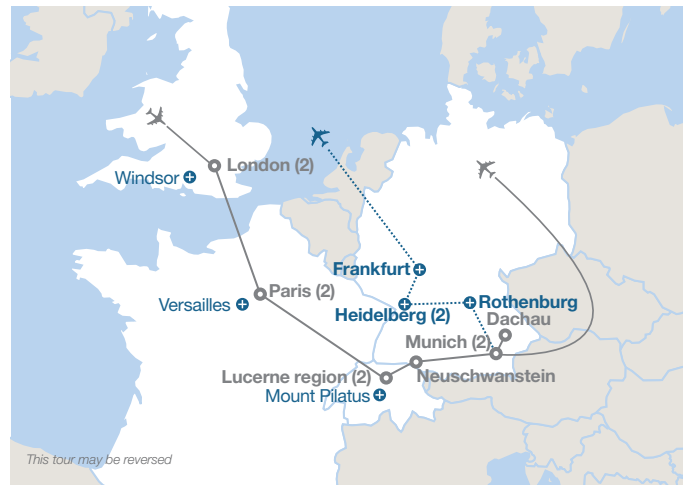 London (2)
Windsor
Frankfurt
Paris (2)
Versailles
Heidelberg (2)
Rothenburg
Dachau
Munich (2)
Lucerne region (2)
Neuschwanstein
Mount Pilatus
This tour may be reversed